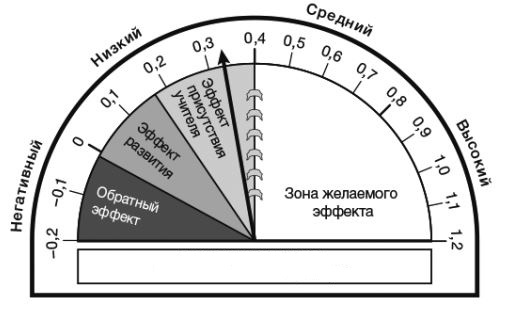 Негативный
Низкий
Средний
Высокий
–0,2
–0,1
0
0,1
0,2
0,3
0,4
0,5
0,6
0,7
0,8
0,9
1,0
1,1
1,2
Обратный
эффект
Эффект
развития
Эффект
присутствия
учителя
Зона желаемого
эффекта